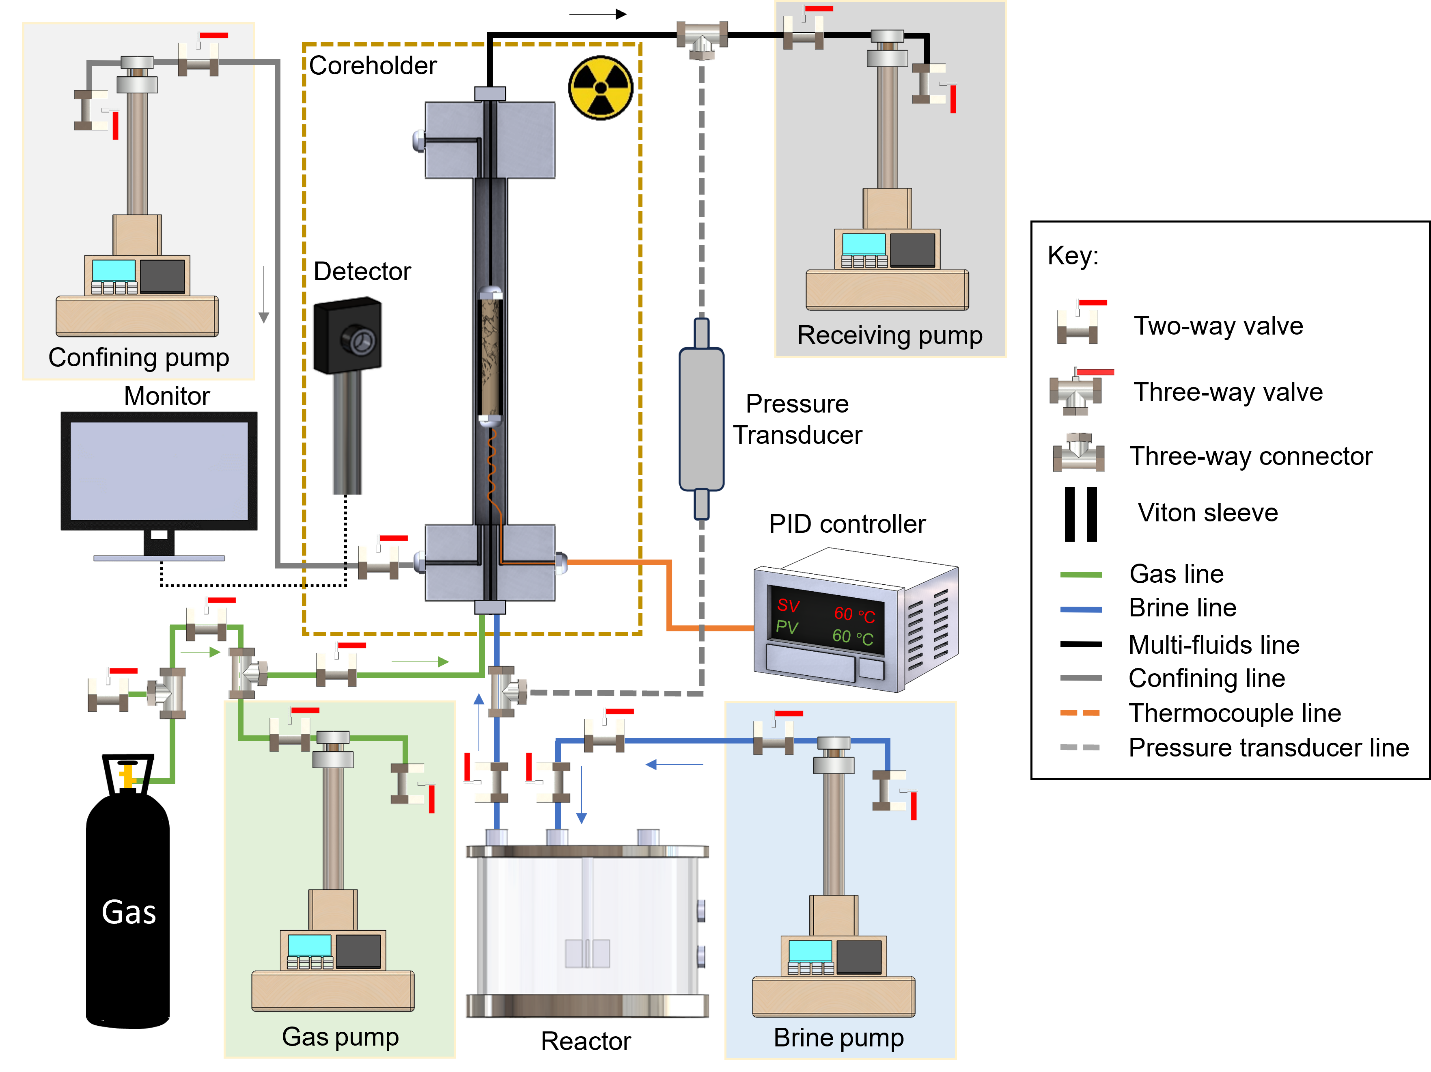 Coreholder
Detector
Confining pump
Monitor
Receiving pump
Pressure
Transducer
PID controller
SV 60 °C
PV 60 °C
Gas
Gas pump
Reactor
Brine pump
Key:
Two-way valve
Three-way valve
Three-way connector
Viton sleeve
Gas line
Brine line
Multi-fluids line
Confining line
Thermocouple line
Pressure transducer line